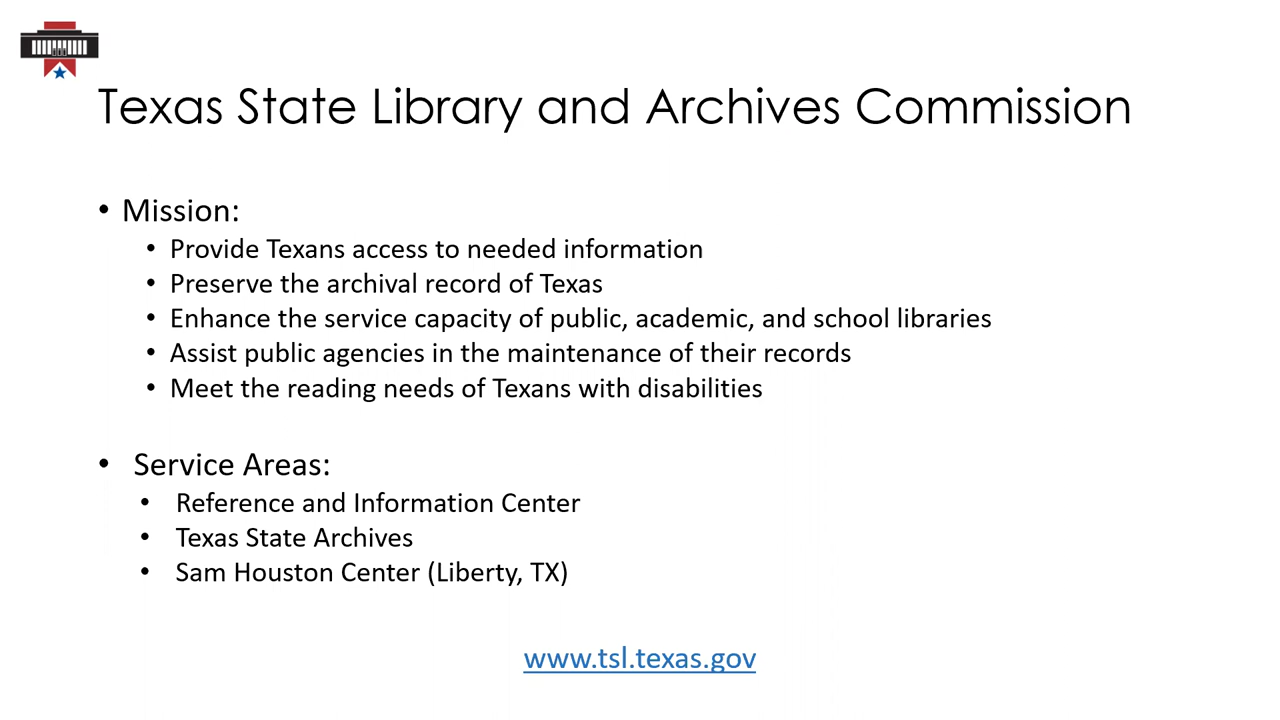 Texas State Library and Archives Commission
• Mission:
• Provide Texans access to needed information
• Preserve the archival record of Texas
• Enhance the service capacity of public, academic, and school libraries
• Assist public agencies in the maintenance of their records
• Meet the reading needs of Texans with disabilities
• Service Areas:
• Reference and Information Center
• Texas State Archives
• Sam Houston Center (Liberty, TX)
www.tsl.texas.gov